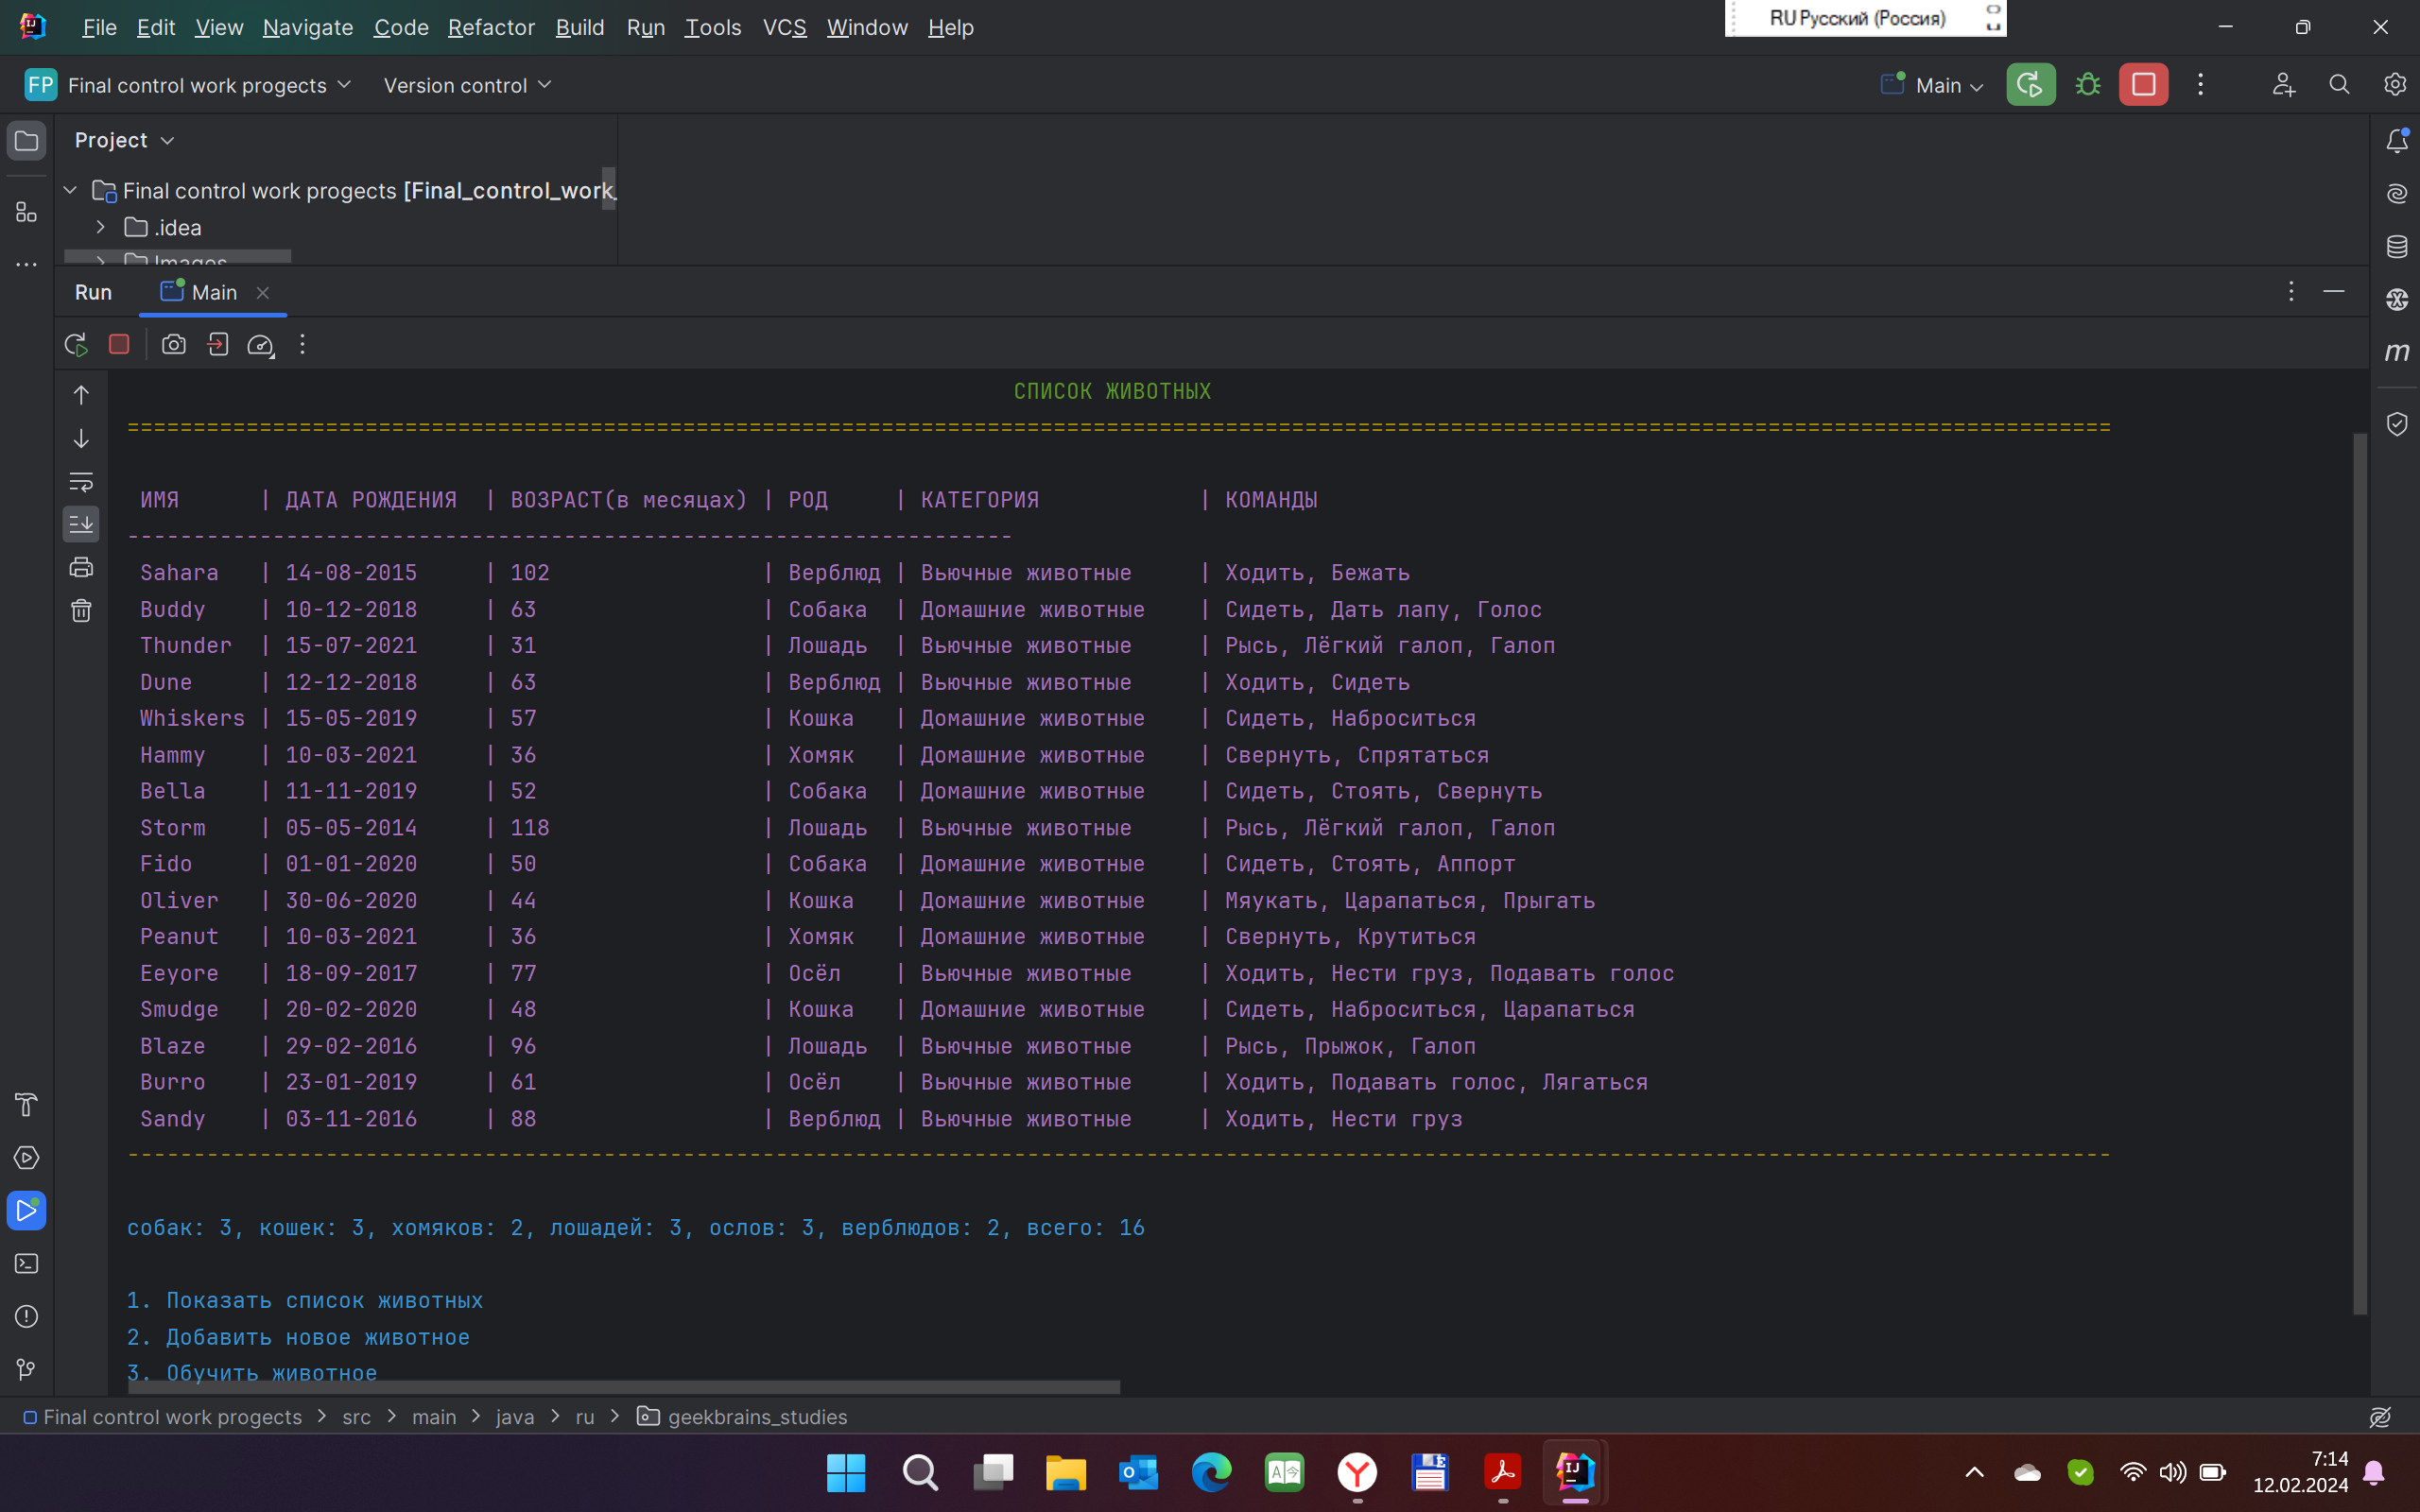 File Edit View Navigate Code Refactor Build Run Tools VCS Window Help
RU Русский (Россия)
FP Final control work progects Version control Main
Project
Final control work progects [Final_control_work_
.idea
Images
Run Main
m
СПИСОК ЖИВОТНЫХ
======================================================================================================================================================
ИМЯ | ДАТА РОЖДЕНИЯ | ВОЗРАСТ(в месяцах) | РОД | КАТЕГОРИЯ | КОМАНДЫ
-------------------------------------------------------------------
Sahara | 14-08-2015 | 102 | Верблюд | Вьючные животные | Ходить, Бежать
Buddy | 10-12-2018 | 63 | Собака | Домашние животные | Сидеть, Дать лапу, Голос
Thunder | 15-07-2021 | 31 | Лошадь | Вьючные животные | Рысь, Лёгкий галоп, Галоп
Dune | 12-12-2018 | 63 | Верблюд | Вьючные животные | Ходить, Сидеть
Whiskers | 15-05-2019 | 57 | Кошка | Домашние животные | Сидеть, Наброситься
Hammy | 10-03-2021 | 36 | Хомяк | Домашние животные | Свернуть, Спрятаться
Bella | 11-11-2019 | 52 | Собака | Домашние животные | Сидеть, Стоять, Свернуть
Storm | 05-05-2014 | 118 | Лошадь | Вьючные животные | Рысь, Лёгкий галоп, Галоп
Fido | 01-01-2020 | 50 | Собака | Домашние животные | Сидеть, Стоять, Аппорт
Oliver | 30-06-2020 | 44 | Кошка | Домашние животные | Мяукать, Царапаться, Прыгать
Peanut | 10-03-2021 | 36 | Хомяк | Домашние животные | Свернуть, Крутиться
Eeyore | 18-09-2017 | 77 | Осёл | Вьючные животные | Ходить, Нести груз, Подавать голос
Smudge | 20-02-2020 | 48 | Кошка | Домашние животные | Сидеть, Наброситься, Царапаться
Blaze | 29-02-2016 | 96 | Лошадь | Вьючные животные | Рысь, Прыжок, Галоп
Burro | 23-01-2019 | 61 | Осёл | Вьючные животные | Ходить, Подавать голос, Лягаться
Sandy | 03-11-2016 | 88 | Верблюд | Вьючные животные | Ходить, Нести груз
------------------------------------------------------------------------------------------------------------------------------------------------------
собак: 3, кошек: 3, хомяков: 2, лошадей: 3, ослов: 3, верблюдов: 2, всего: 16
1. Показать список животных
2. Добавить новое животное
3. Обучить животное
Final control work progects > src > main > java > ru > geekbrains_studies
7:14
12.02.2024